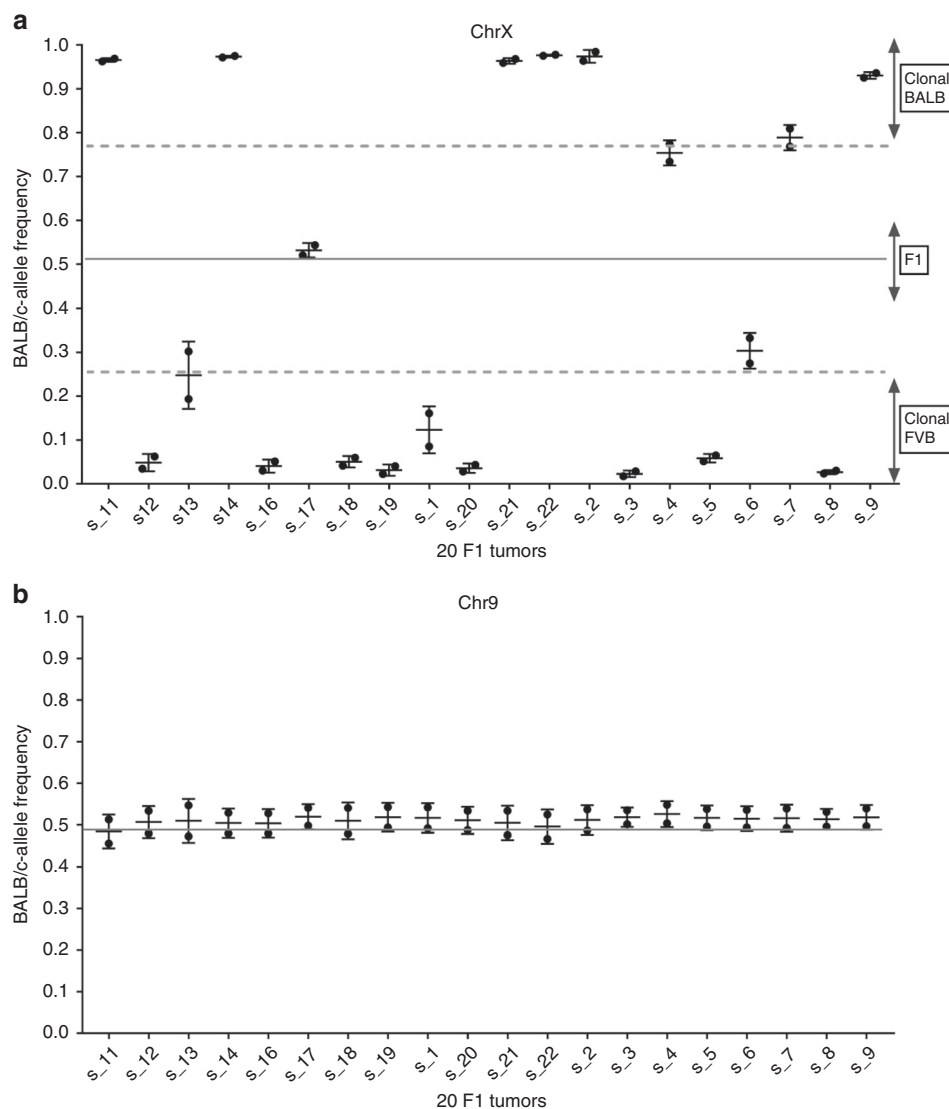 a
ChrX
BALB/c-allele frequency
1.0
0.9
0.8
0.7
0.6
0.5
0.4
0.3
0.2
0.1
0.0
Clonal
BALB
F1
Clonal
FVB
s_11
s12
s13
s14
s_16
s_17
s_18
s_19
s_1
s_20
s_21
s_22
s_2
s_3
s_4
s_5
s_6
s_7
s_8
s_9
20 F1 tumors
b
Chr9
BALB/c-allele frequency
1.0
0.9
0.8
0.7
0.6
0.5
0.4
0.3
0.2
0.1
0.0
s_11
s_12
s_13
s_14
s_16
s_17
s_18
s_19
s_1
s_20
s_21
s_22
s_2
s_3
s_4
s_5
s_6
s_7
s_8
s_9
20 F1 tumors